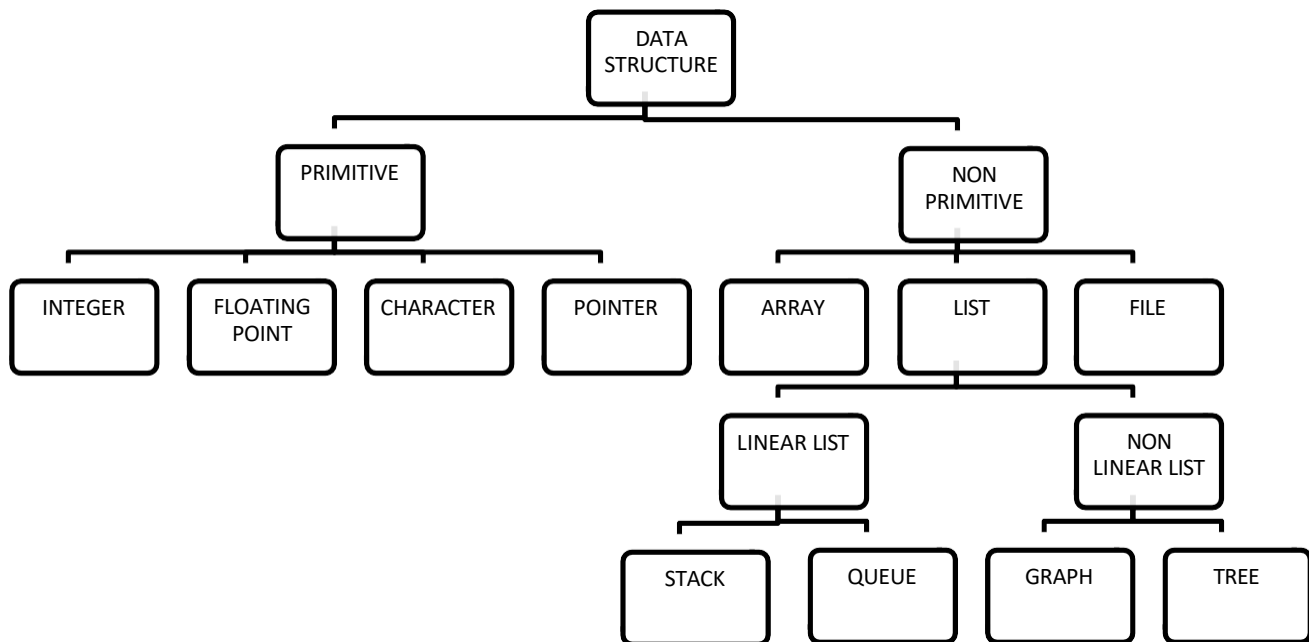 DATA
STRUCTURE
PRIMITIVE
NON
PRIMITIVE
INTEGER
FLOATING
POINT
CHARACTER
POINTER
ARRAY
LIST
FILE
LINEAR LIST
NON
LINEAR LIST
STACK
QUEUE
GRAPH
TREE